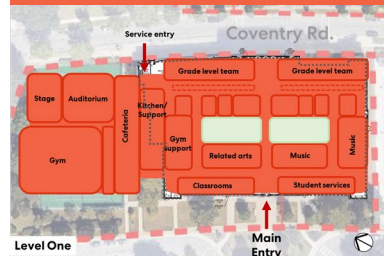 Service entry
Coventry Rd.
Grade level team
Grade level team
Stage
Auditorium
Kitchen/
Support
Cafeteria
Gym
Gym
support
Related arts
Music
Music
Classrooms
Student services
Level One
Main
Entry